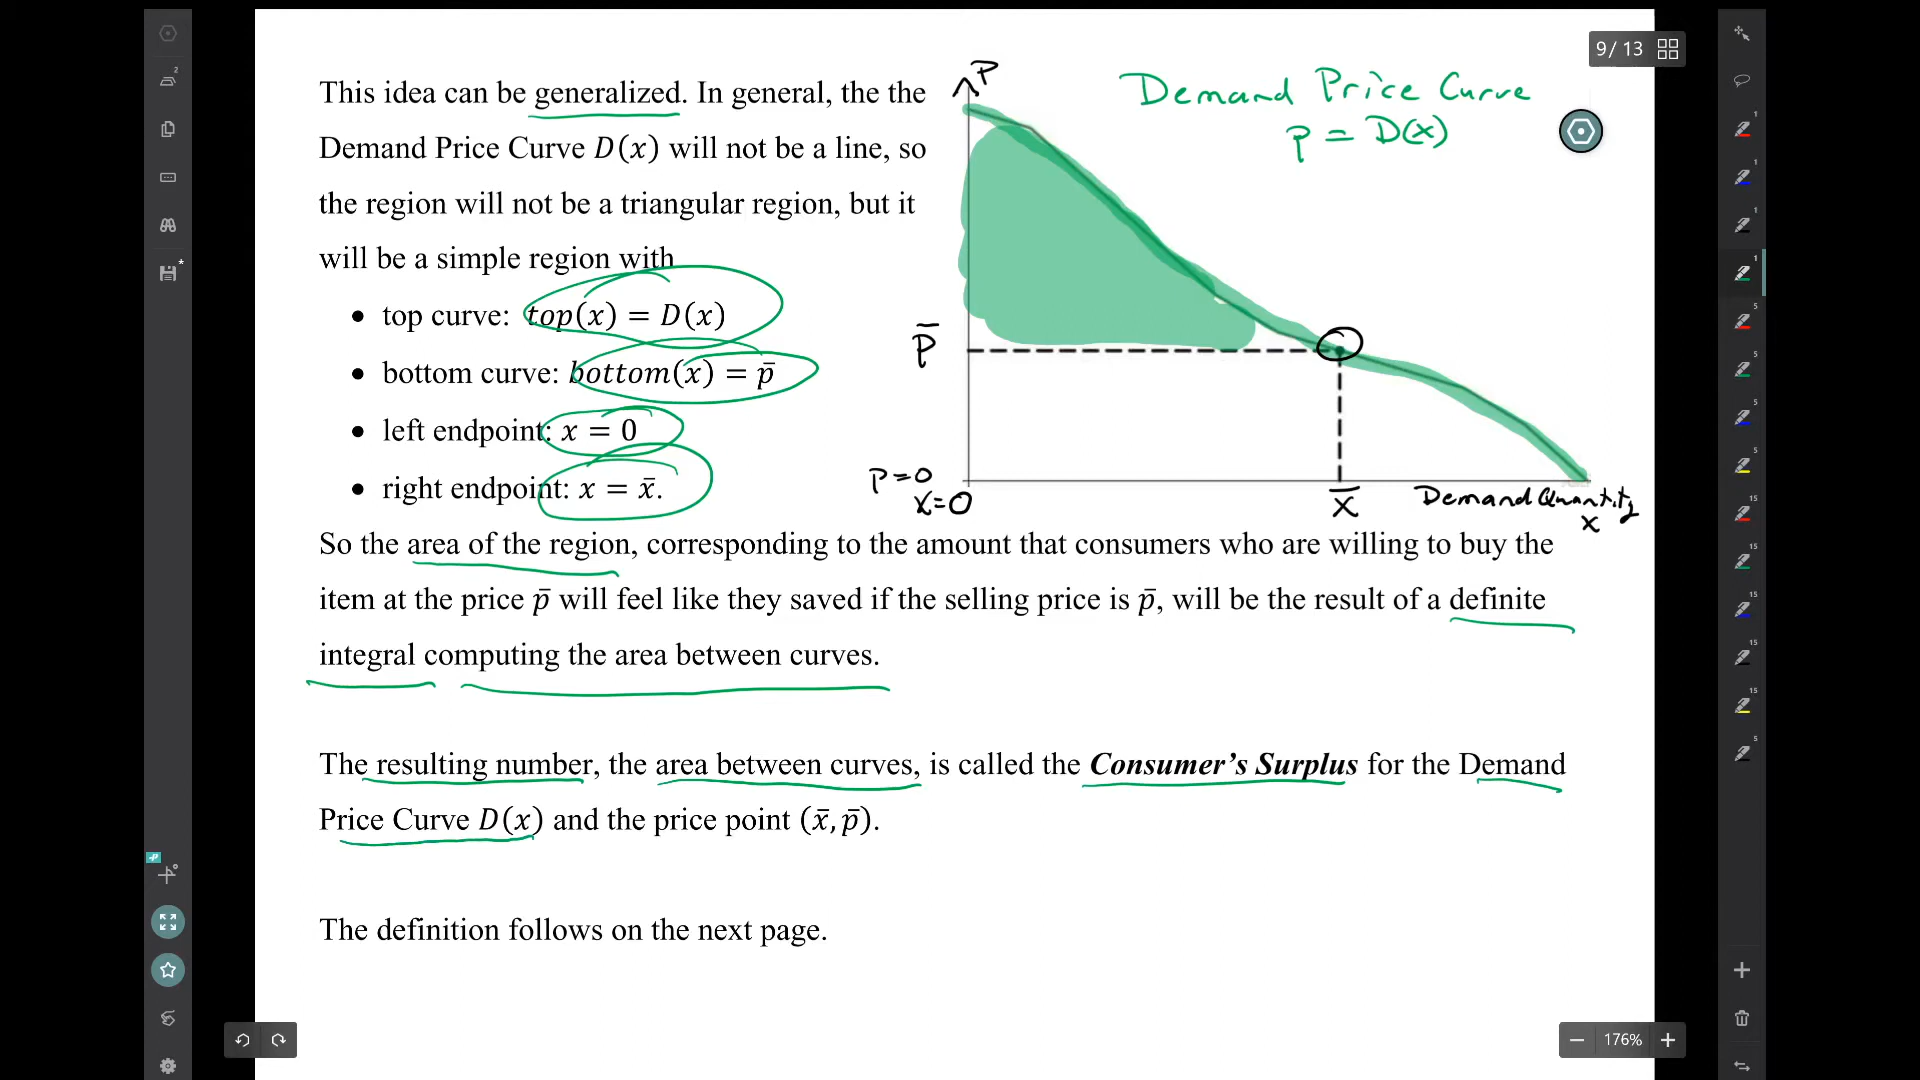 9/ 13
This idea can be generalized. In general, the the
Demand Price Curve D(x) will not be a line, so
the region will not be a triangular region, but it
will be a simple region with
• top curve: top(x) = D(x)
• bottom curve: bottom(x) = p̄
• left endpoint: x = 0
• right endpoint: x = x̄.
P
Demand Price Curve
p = D(x)
p̄
P=0
x=0
x̄
Demand Quantity
x
So the area of the region, corresponding to the amount that consumers who are willing to buy the
item at the price p̄ will feel like they saved if the selling price is p̄, will be the result of a definite
integral computing the area between curves.
The resulting number, the area between curves, is called the Consumer’s Surplus for the Demand
Price Curve D(x) and the price point (x̄, p̄).
The definition follows on the next page.
176%